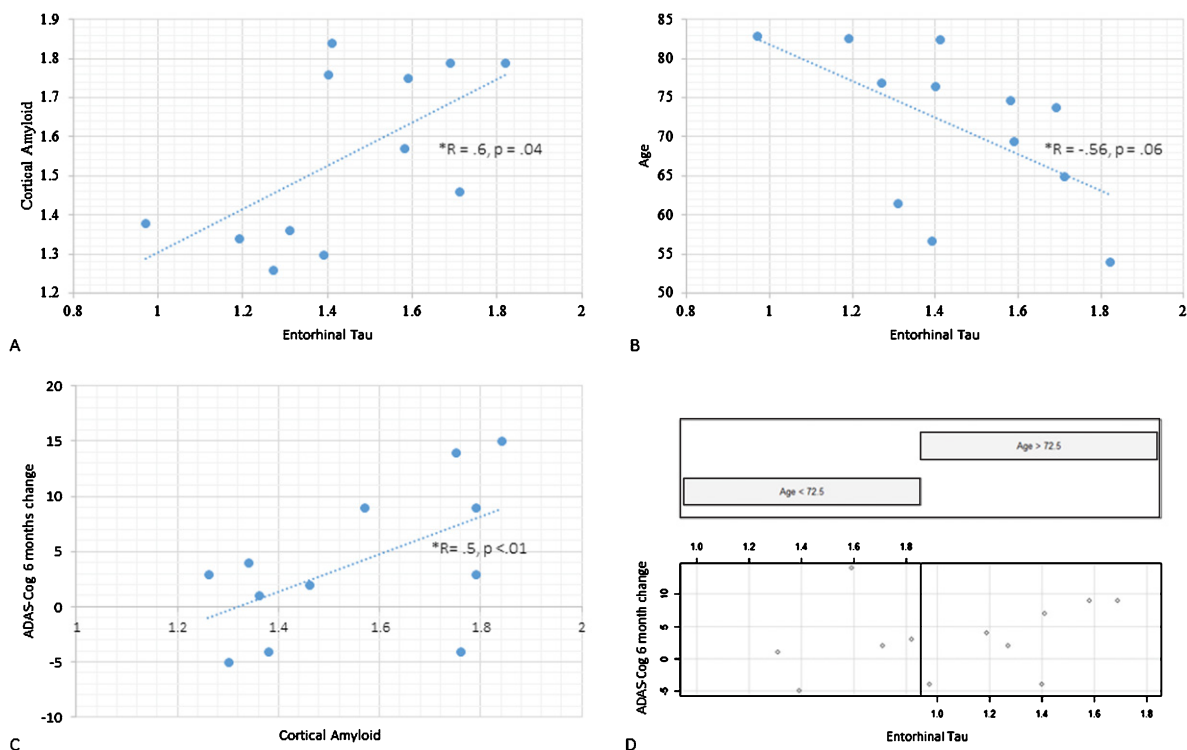 1.9
1.8
1.7
1.6
1.5
1.4
1.3
1.2
Cortical Amyloid
*R = .6, p = .04
0.8 1 1.2 1.4 1.6 1.8 2
Entorhinal Tau
A
85
80
75
70
65
60
55
50
Age
*R = -.56, p = .06
0.8 1 1.2 1.4 1.6 1.8 2
Entorhinal Tau
B
20
15
10
5
0
-5
-10
ADAS-Cog 6 months change
*R= .5, p <.01
1 1.2 1.4 1.6 1.8 2
Cortical Amyloid
C
Age > 72.5
Age < 72.5
1.0 1.2 1.4 1.6 1.8
10
5
0
-5
ADAS-Cog 6 month change
1.0 1.2 1.4 1.6 1.8
Entorhinal Tau
D